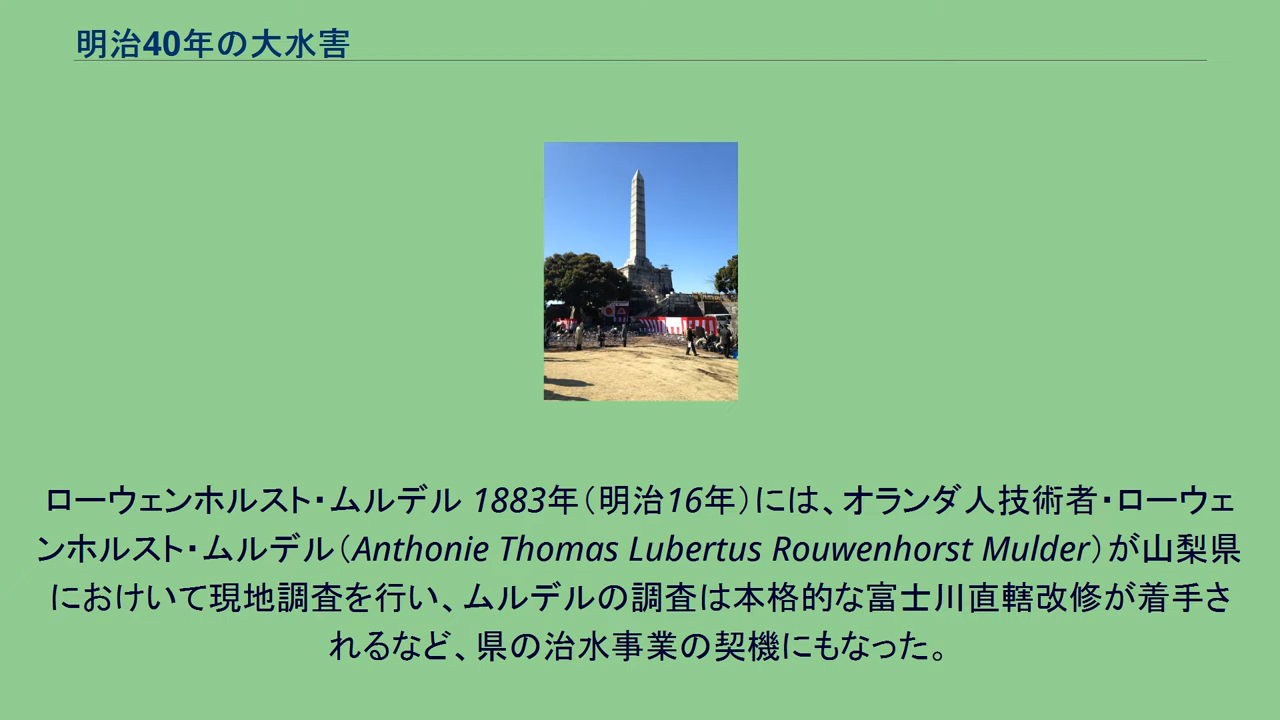 明治40年の大水害
ローウェンホルスト・ムルデル 1883年（明治16年）には、オランダ人技術者・ローウェ
ンホルスト・ムルデル（Anthonie Thomas Lubertus Rouwenhorst Mulder）が山梨県
において現地調査を行い、ムルデルの調査は本格的な富士川直轄改修が着手さ
れるなど、県の治水事業の契機にもなった。